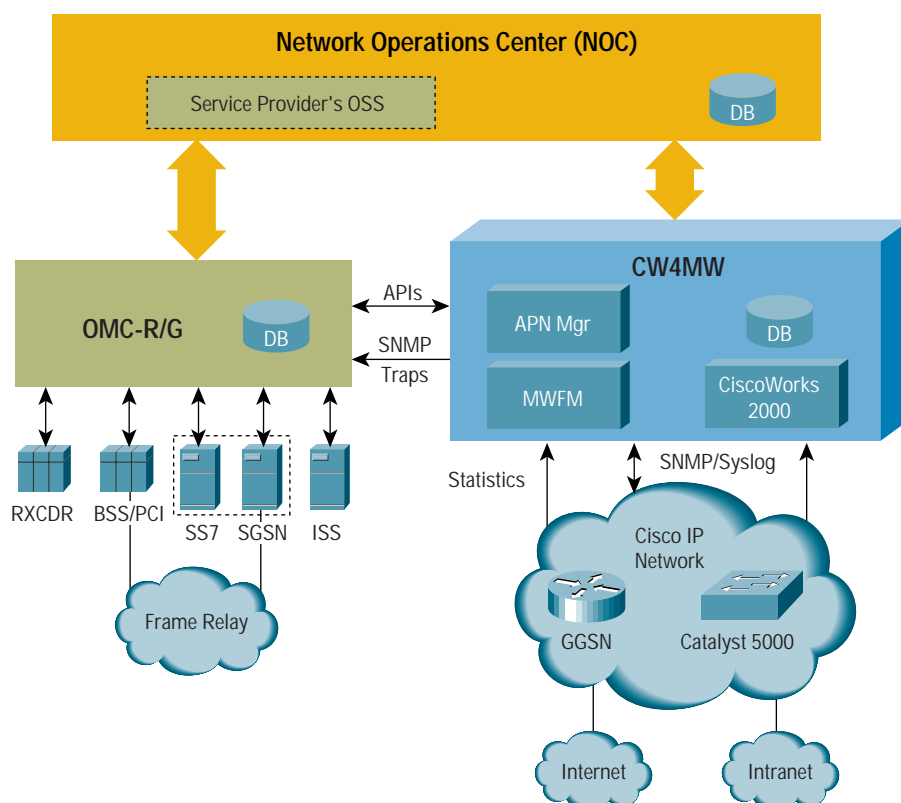 Network Operations Center (NOC)
Service Provider's OSS
DB
CW4MW
OMC-R/G
DB
APIs
SNMP
Traps
APN Mgr
MWFM
DB
CiscoWorks
2000
RXCDR
BSS/PCI
SS7
SGSN
ISS
Statistics
SNMP/Syslog
Frame Relay
Cisco IP
Network
GGSN
Catalyst 5000
Internet
Intranet